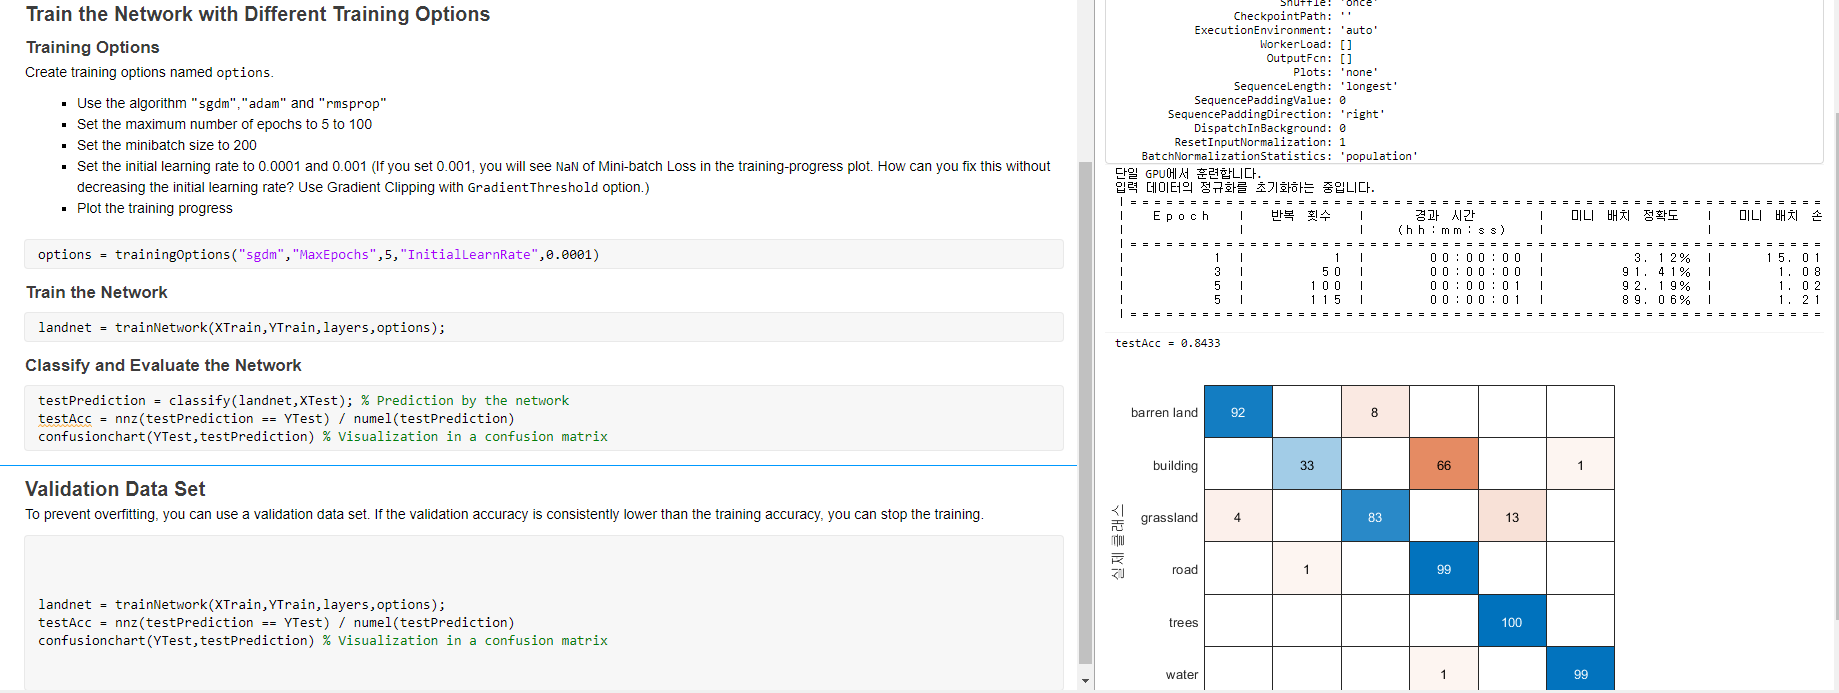 Train the Network with Different Training Options
Training Options
Create training options named options.
▪ Use the algorithm "sgdm","adam" and "rmsprop"
▪ Set the maximum number of epochs to 5 to 100
▪ Set the minibatch size to 200
▪ Set the initial learning rate to 0.0001 and 0.001 (If you set 0.001, you will see NaN of Mini-batch Loss in the training-progress plot. How can you fix this without
decreasing the initial learning rate? Use Gradient Clipping with GradientThreshold option.)
▪ Plot the training progress
options = trainingOptions("sgdm","MaxEpochs",5,"InitialLearnRate",0.0001)
Train the Network
landnet = trainNetwork(XTrain,YTrain,layers,options);
Classify and Evaluate the Network
testPrediction = classify(landnet,XTest); % Prediction by the network
testAcc = nnz(testPrediction == YTest) / numel(testPrediction)
confusionchart(YTest,testPrediction) % Visualization in a confusion matrix
Validation Data Set
To prevent overfitting, you can use a validation data set. If the validation accuracy is consistently lower than the training accuracy, you can stop the training.
landnet = trainNetwork(XTrain,YTrain,layers,options);
testAcc = nnz(testPrediction == YTest) / numel(testPrediction)
confusionchart(YTest,testPrediction) % Visualization in a confusion matrix
Shuffle: 'once'
CheckpointPath: ''
ExecutionEnvironment: 'auto'
WorkerLoad: []
OutputFcn: []
Plots: 'none'
SequenceLength: 'longest'
SequencePaddingValue: 0
SequencePaddingDirection: 'right'
DispatchInBackground: 0
ResetInputNormalization: 1
BatchNormalizationStatistics: 'population'
단일 GPU에서 훈련합니다.
입력 데이터의 정규화를 초기화하는 중입니다.
|========================================
| Epoch | 반복 횟수 | 경과 시간 | 미니 배치 정확도 | 미니 배치 손
| | | (hh:mm:ss) | |
|========================================
| 1 | 1 | 00:00:00 | 3.12% | 15.01
| 3 | 50 | 00:00:00 | 91.41% | 1.08
| 5 | 100 | 00:00:01 | 92.19% | 1.02
| 5 | 115 | 00:00:01 | 89.06% | 1.21
|========================================
testAcc = 0.8433
실제 클래스
barren land 92 8
building 33 66 1
grassland 4 83 13
road 1 99
trees 100
water 1 99